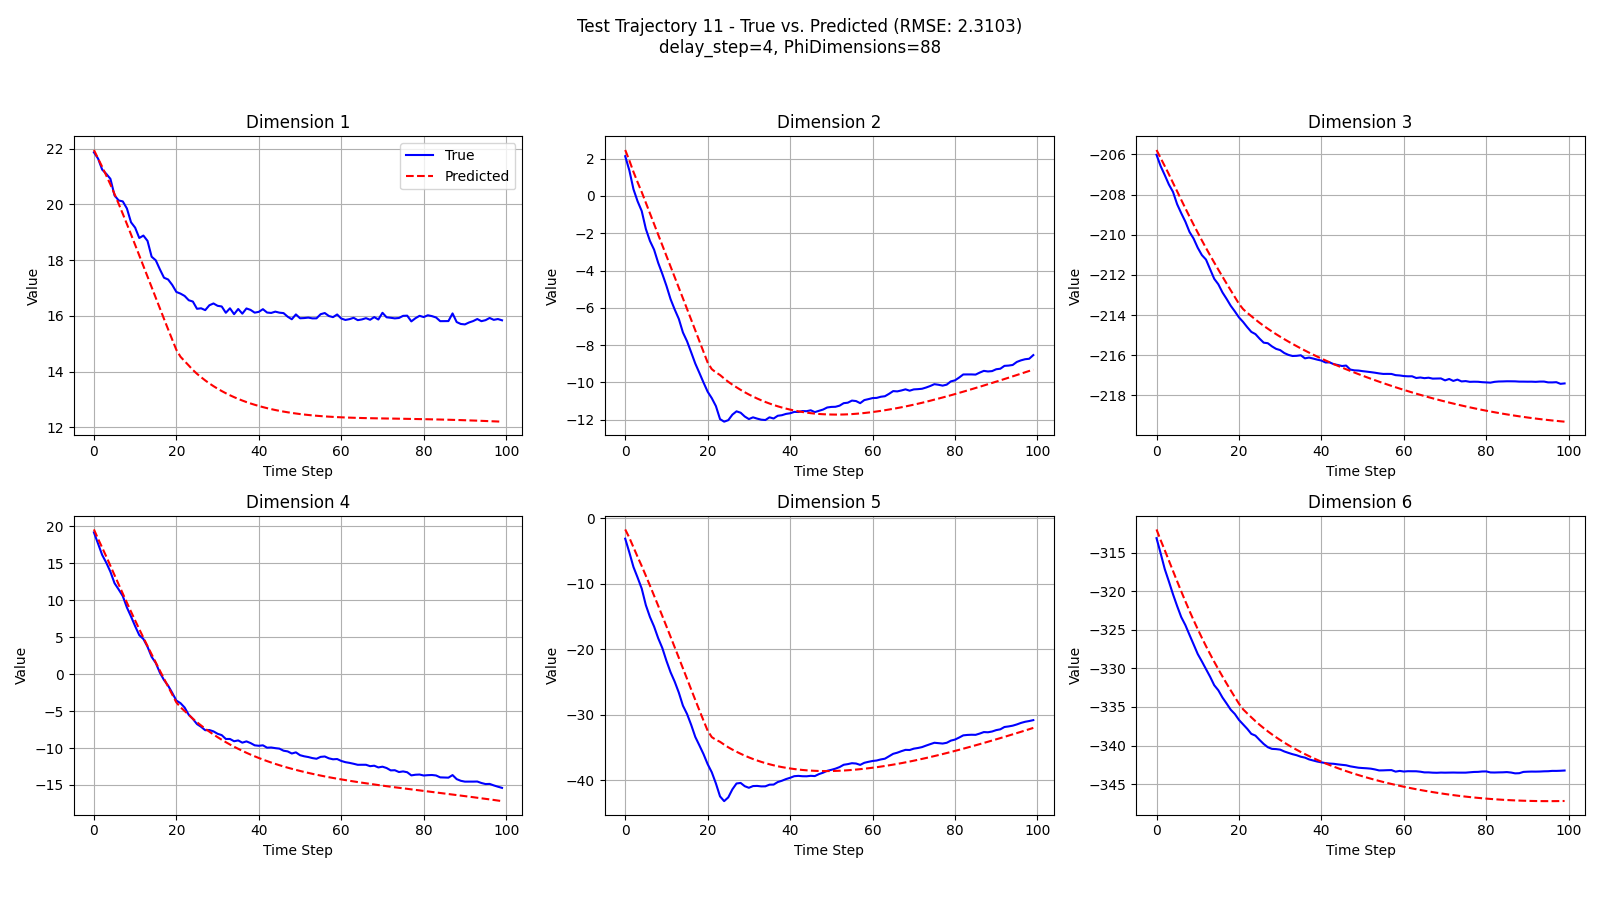 Test Trajectory 11 - True vs. Predicted (RMSE: 2.3103)
delay_step=4, PhiDimensions=88
Dimension 1
22
20
18
16
14
12
Value
0 20 40 60 80 100
Time Step
True
Predicted
Dimension 2
2
0
−2
−4
−6
−8
−10
−12
Value
0 20 40 60 80 100
Time Step
Dimension 3
−206
−208
−210
−212
−214
−216
−218
Value
0 20 40 60 80 100
Time Step
Dimension 4
20
15
10
5
0
−5
−10
−15
Value
0 20 40 60 80 100
Time Step
Dimension 5
0
−10
−20
−30
−40
Value
0 20 40 60 80 100
Time Step
Dimension 6
−315
−320
−325
−330
−335
−340
−345
Value
0 20 40 60 80 100
Time Step